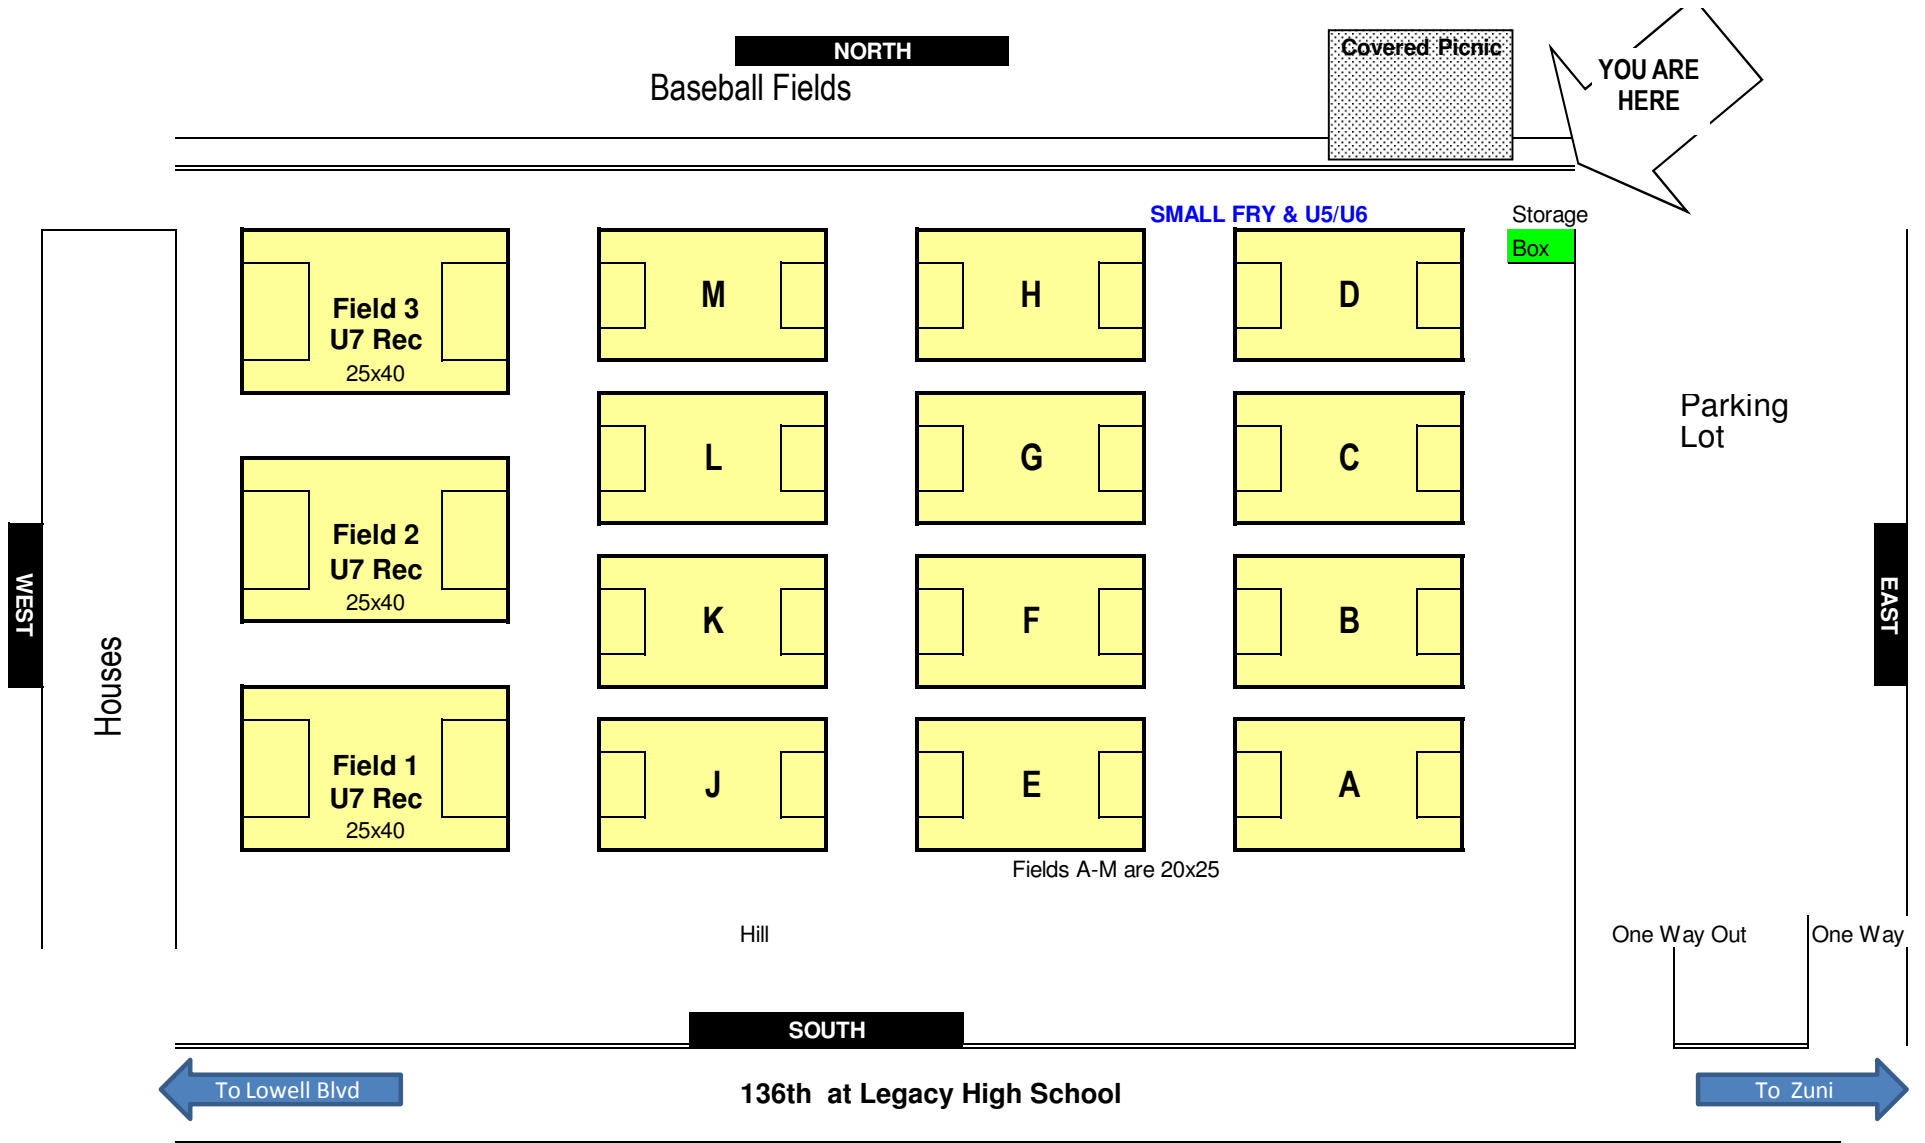 NORTH
Covered Picnic
Baseball Fields
YOU ARE
HERE
SMALL FRY & U5/U6
Storage
Box
Field 3
U7 Rec
25x40
M
H
D
Parking
Lot
L
G
C
Field 2
U7 Rec
25x40
WEST
EAST
K
F
B
Houses
Field 1
U7 Rec
25x40
J
E
A
Fields A-M are 20x25
Hill
One Way Out
One Way
SOUTH
To Lowell Blvd
136th at Legacy High School
To Zuni